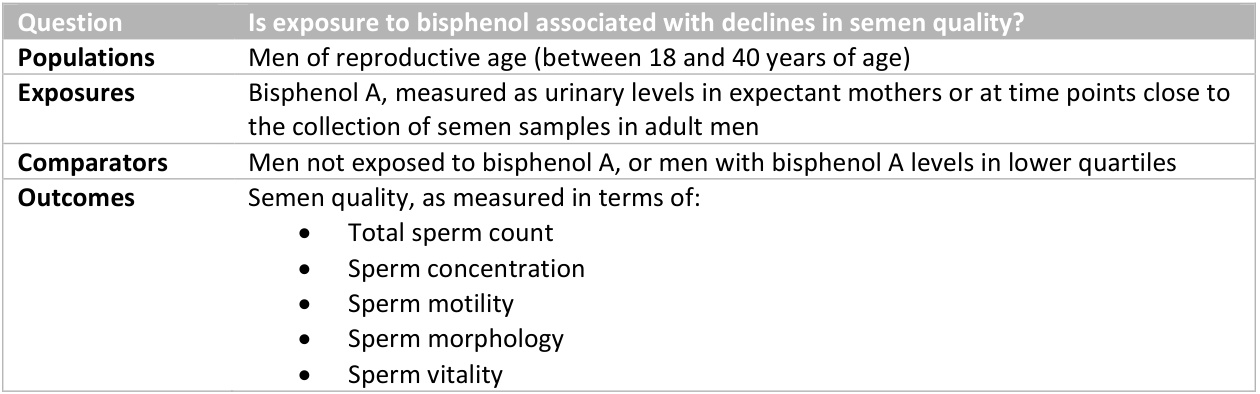 Question Is exposure to bisphenol associated with declines in semen quality?
Populations Men of reproductive age (between 18 and 40 years of age)
Exposures Bisphenol A, measured as urinary levels in expectant mothers or at time points close to
the collection of semen samples in adult men
Comparators Men not exposed to bisphenol A, or men with bisphenol A levels in lower quartiles
Outcomes Semen quality, as measured in terms of:
• Total sperm count
• Sperm concentration
• Sperm motility
• Sperm morphology
• Sperm vitality